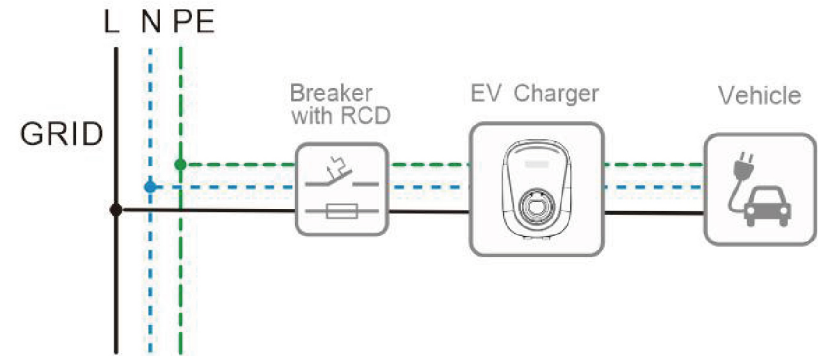 L N PE
GRID
Breaker
with RCD
EV Charger
Vehicle